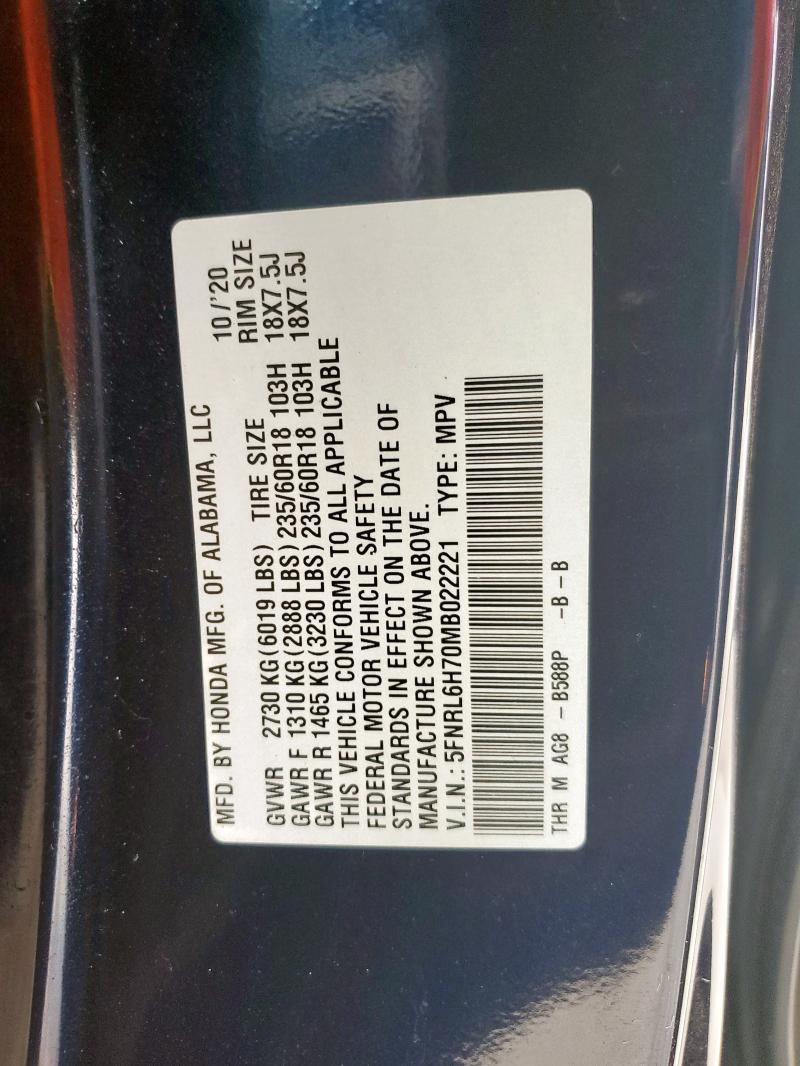 MFD. BY HONDA MFG. OF ALABAMA, LLC 10/'20
GVWR 2730 KG(6019 LBS) TIRE SIZE RIM SIZE
GAWR F 1310 KG(2888 LBS) 235/60R18 103H 18X7.5J
GAWR R 1465 KG(3230 LBS) 235/60R18 103H 18X7.5J
THIS VEHICLE CONFORMS TO ALL APPLICABLE
FEDERAL MOTOR VEHICLE SAFETY
STANDARDS IN EFFECT ON THE DATE OF
MANUFACTURE SHOWN ABOVE.
V.I.N.: 5FNRL6H70MB022221 TYPE: MPV
THR M AG8 - B588P -B -B